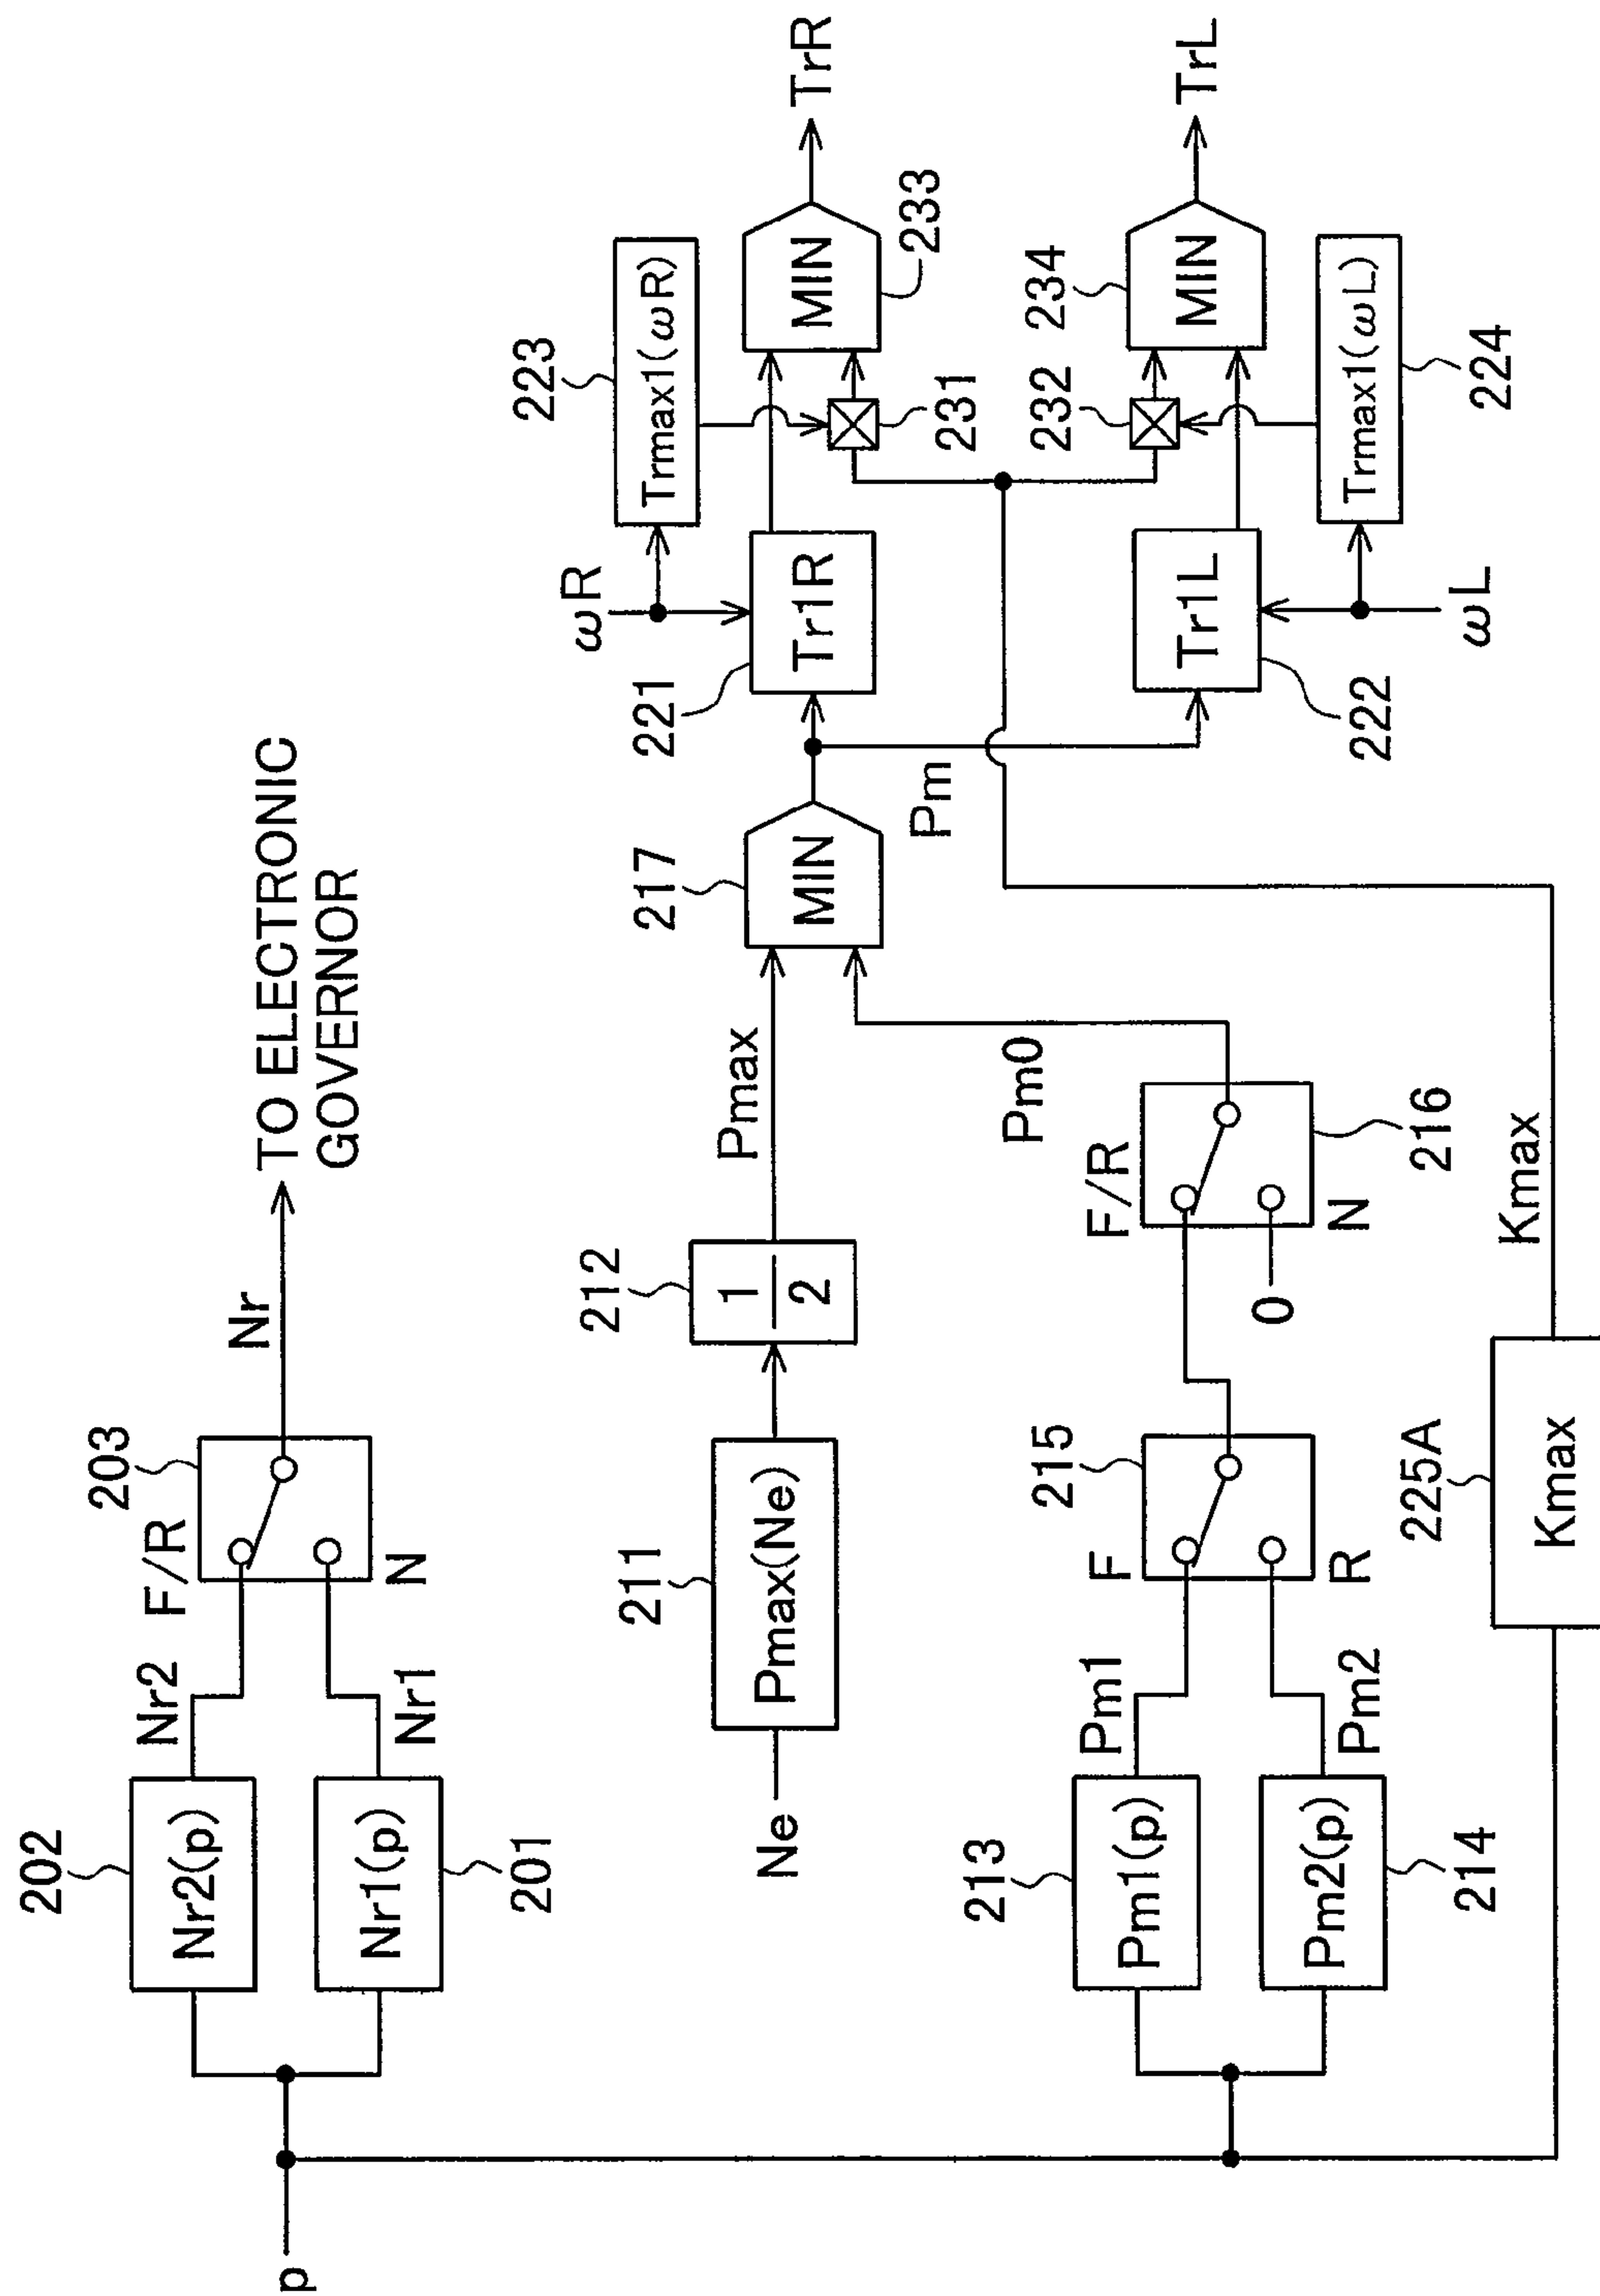 p
202
Nr2(p)
Nr2
F/R
203
Nr
TO ELECTRONIC
GOVERNOR
Nr1(p)
201
Nr1
N
Ne
211
Pmax(Ne)
212
1
2
Pmax
217
MIN
Pm
221
ωR
Tr1R
223
Trmax1(ωR)
231
MIN
233
TrR
213
Pm1(p)
Pm1
F
215
Pm2(p)
214
Pm2
R
F/R
216
0
N
Pm0
222
Tr1L
ωL
232
224
Trmax1(ωL)
234
MIN
TrL
225A
Kmax
Kmax